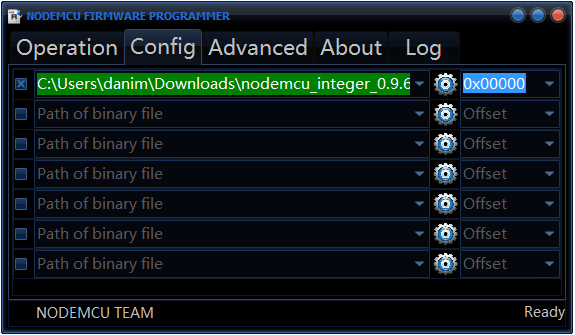 NODEMCU FIRMWARE PROGRAMMER
Operation Config Advanced About Log
C:\Users\danim\Downloads\nodemcu_integer_0.9.6 0x00000
Path of binary file Offset
Path of binary file Offset
Path of binary file Offset
Path of binary file Offset
Path of binary file Offset
Path of binary file Offset
NODEMCU TEAM Ready